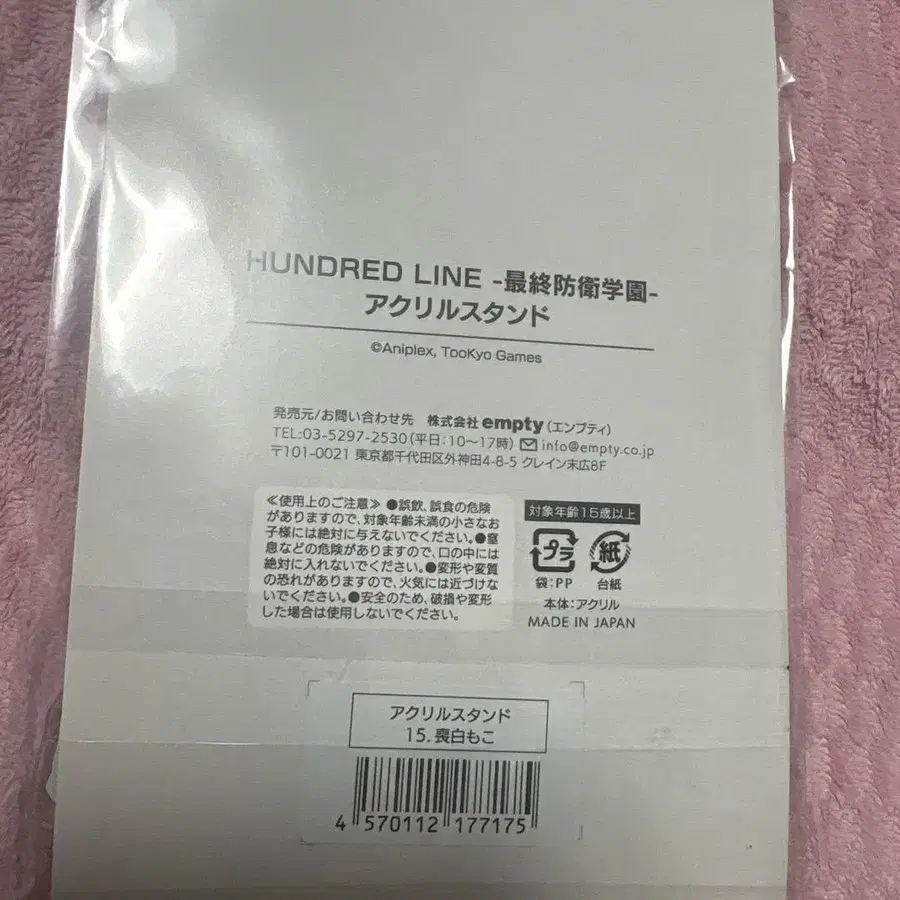 HUNDRED LINE -最終防衛学園-
アクリルスタンド
©Aniplex, TooKyo Games
発売元/お問い合わせ先 株式会社empty(エンプティ)
TEL:03-5297-2530(平日:10〜17時) info@empty.co.jp
〒101-0021 東京都千代田区外神田4-8-5 クレイン末広8F
≪使用上のご注意≫ ●誤飲、誤食の危険
がありますので、対象年齢未満の小さなお
子様には絶対に与えないでください。●窒
息などの危険がありますので、口の中には
絶対に入れないでください。●変形や変質
の恐れがありますので、火気には近づけな
いでください。●安全のため、破損や変形
した場合は使用しないでください。
対象年齢15歳以上
プラ 紙
袋:PP 台紙
本体:アクリル
MADE IN JAPAN
アクリルスタンド
15. 喪白もこ
4 570112 177175